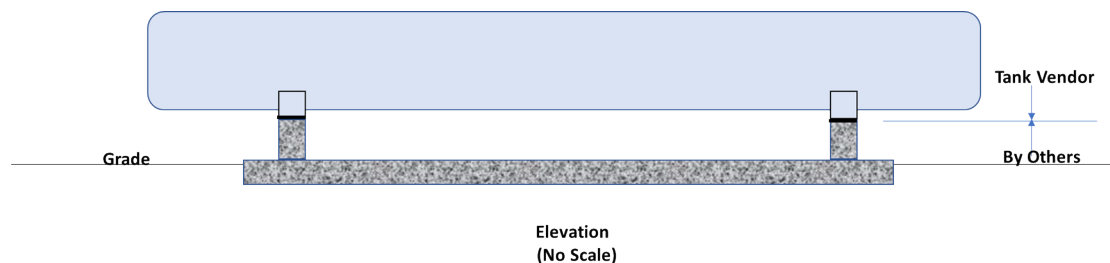 Tank Vendor
Grade
By Others
Elevation
(No Scale)